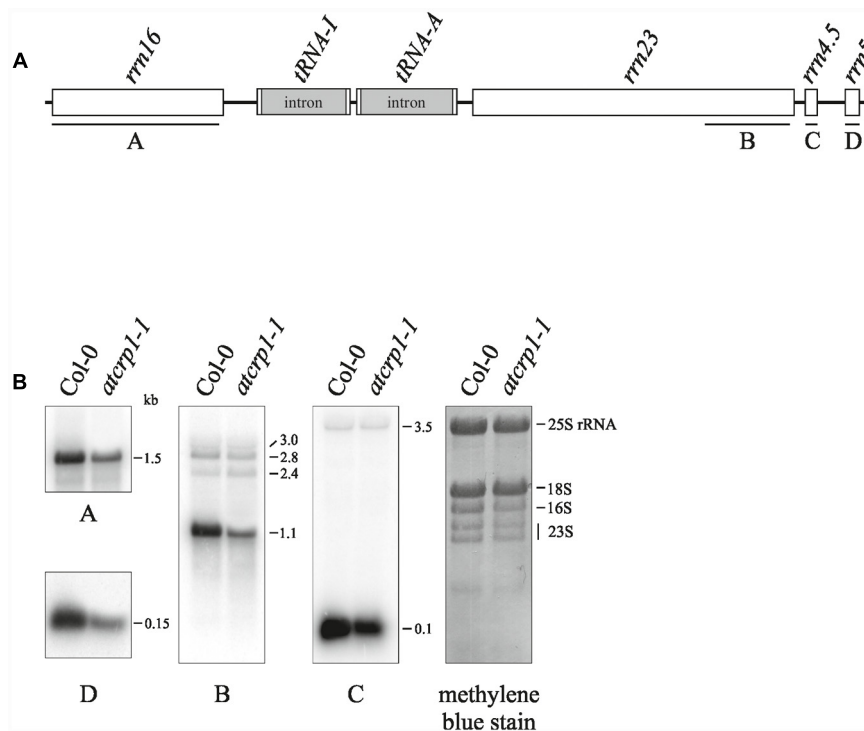 A
rrn16
tRNA-I
tRNA-A
rrn23
rrn4.5
rrn5
intron
intron
A
B
C
D
B
Col-0
atcrp1-1
Col-0
atcrp1-1
Col-0
atcrp1-1
Col-0
atcrp1-1
kb
1.5
A
0.15
D
3.0
2.8
2.4
1.1
B
3.5
0.1
C
25S rRNA
18S
16S
23S
methylene
blue stain